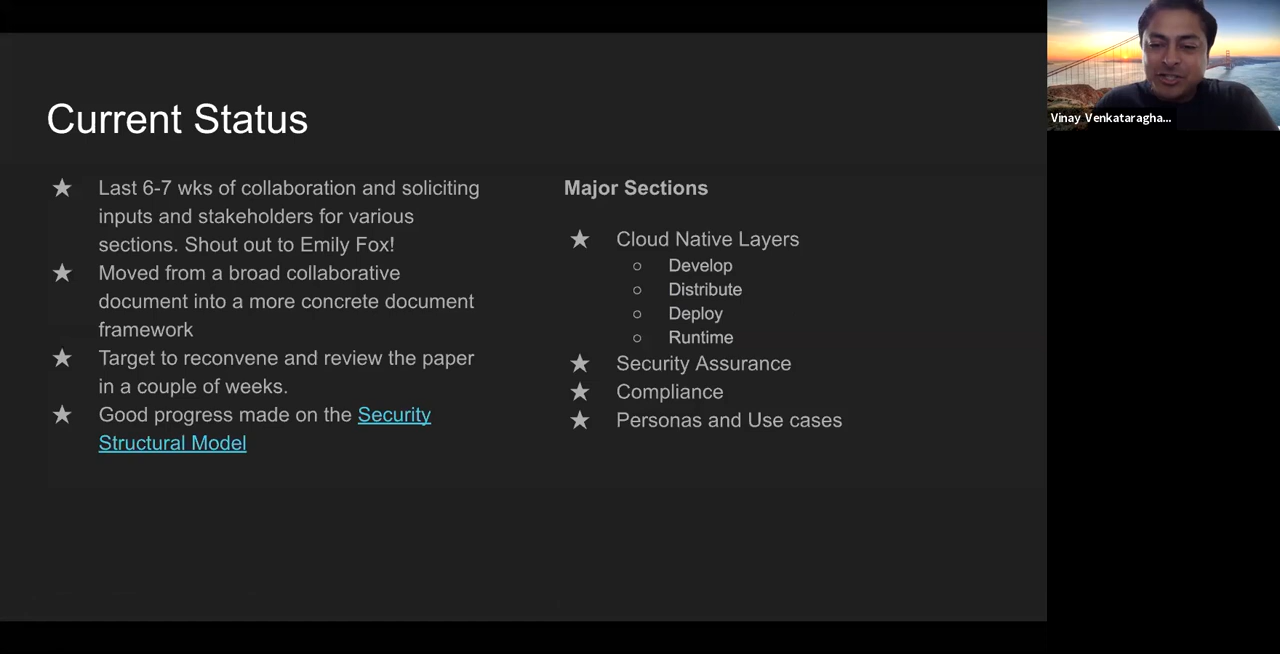 Current Status
Last 6-7 wks of collaboration and soliciting
inputs and stakeholders for various
sections. Shout out to Emily Fox!
Moved from a broad collaborative
document into a more concrete document
framework
Target to reconvene and review the paper
in a couple of weeks.
Good progress made on the Security
Structural Model
Major Sections
Cloud Native Layers
Develop
Distribute
Deploy
Runtime
Security Assurance
Compliance
Personas and Use cases
Vinay Venkataragha...